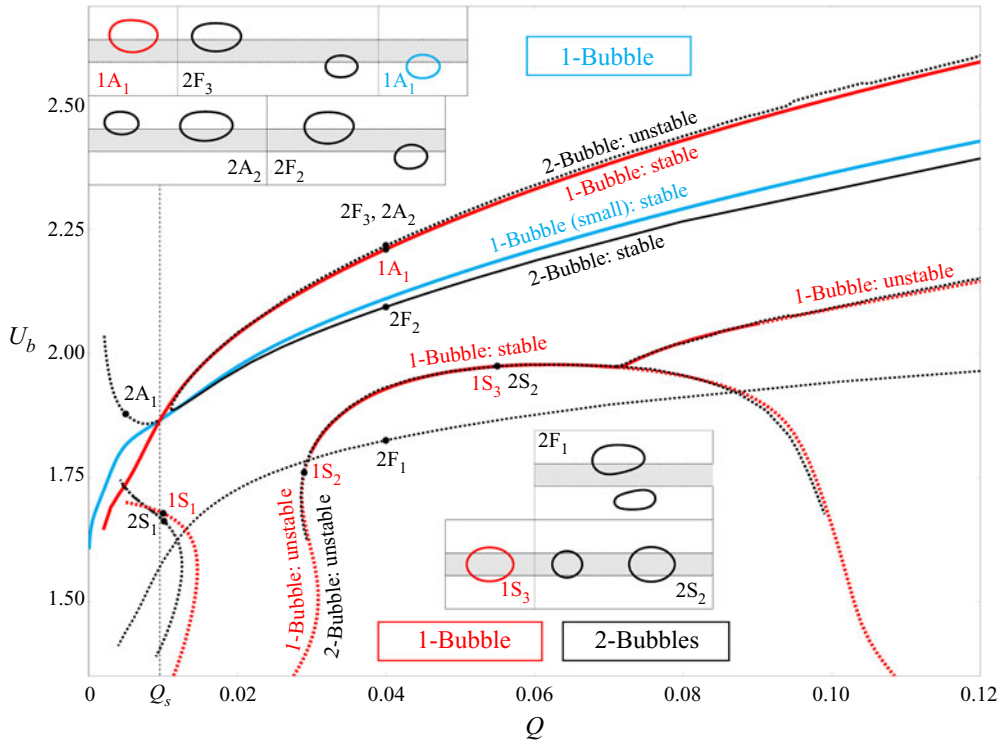 1A1
2F3
1A1
2A2
2F2
1-Bubble
2-Bubble: unstable
1-Bubble: stable
1-Bubble (small): stable
2-Bubble: stable
2F3, 2A2
1A1
2F2
1-Bubble: unstable
1-Bubble: stable
1S3
2S2
2A1
2F1
1S2
1S1
2S1
1-Bubble: unstable
2-Bubble: unstable
2F1
1S3
2S2
1-Bubble
2-Bubbles
2.50
2.25
2.00
1.75
1.50
Ub
0
Qs
0.02
0.04
0.06
0.08
0.10
0.12
Q